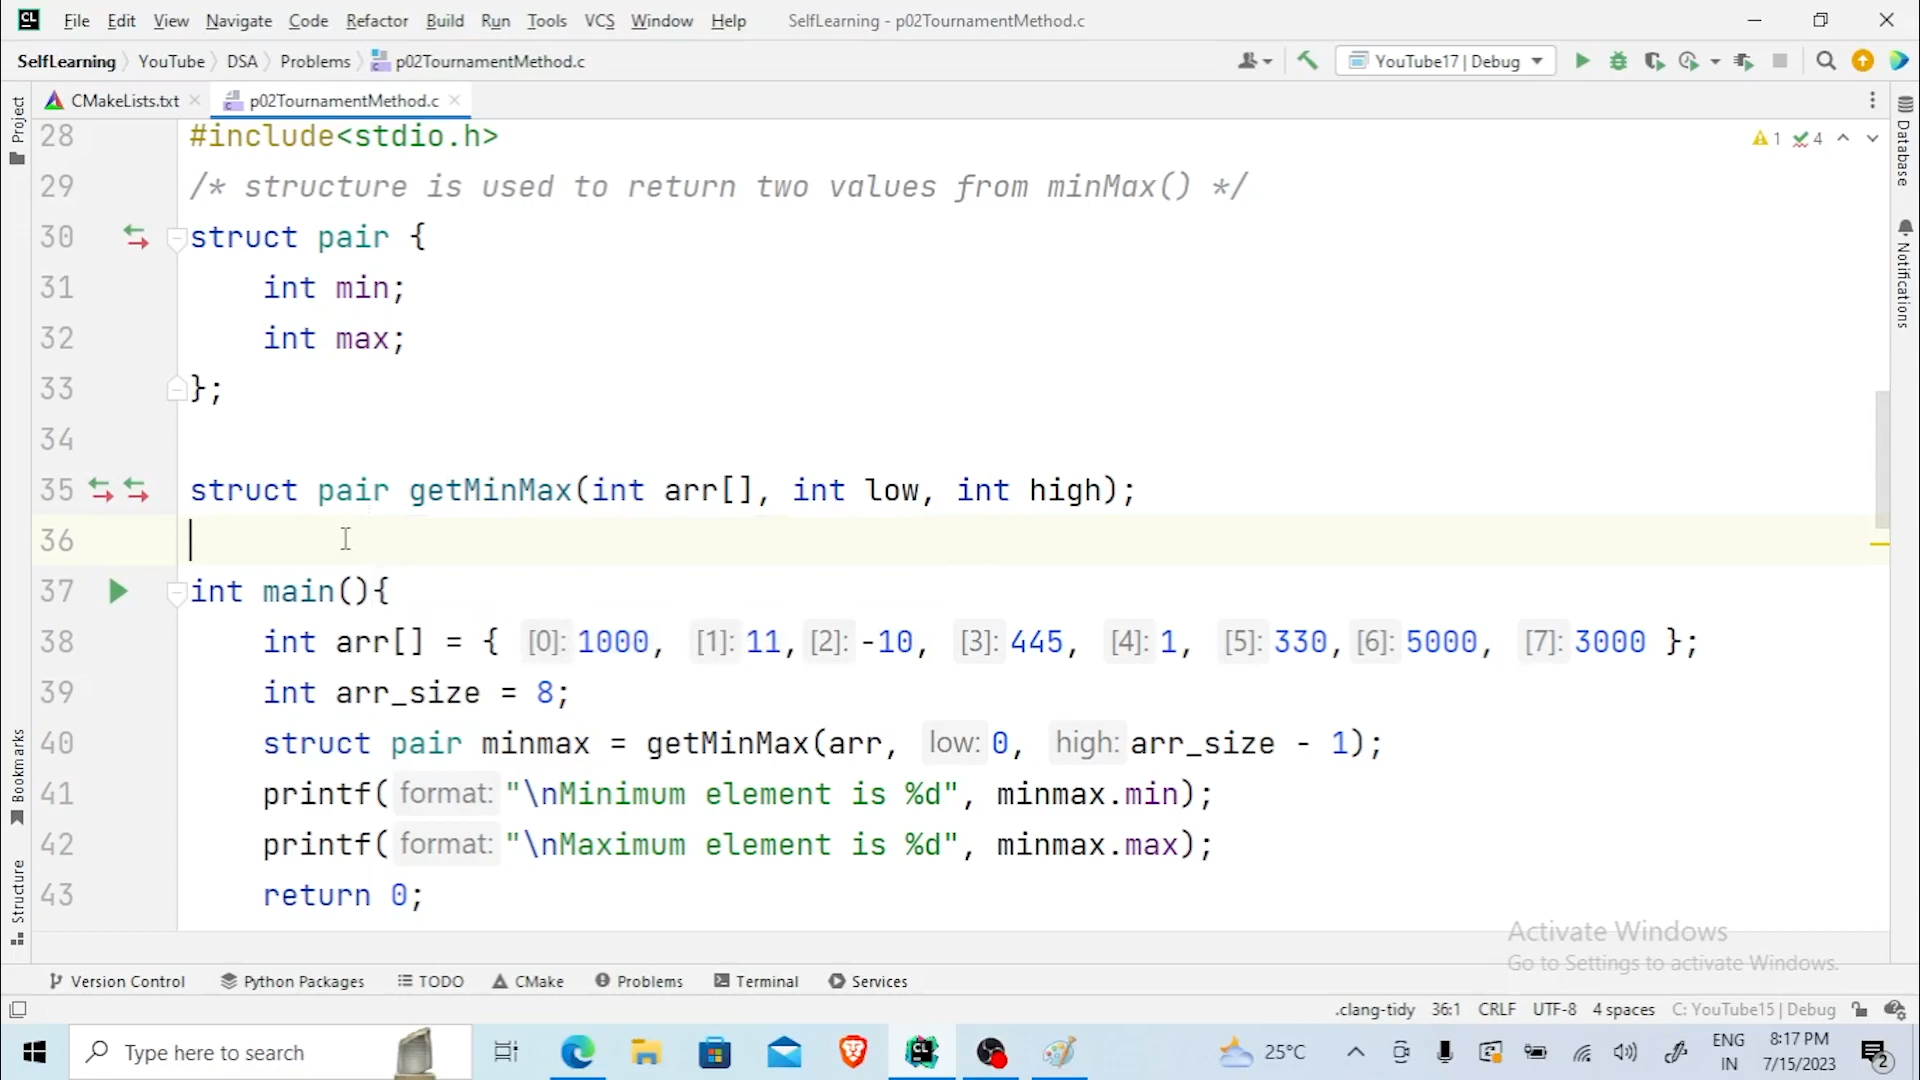 CL File Edit View Navigate Code Refactor Build Run Tools VCS Window Help SelfLearning - p02TournamentMethod.c
SelfLearning YouTube DSA Problems p02TournamentMethod.c YouTube17 | Debug
CMakeLists.txt p02TournamentMethod.c
Project
Database
Notifications
Bookmarks
Structure
1 4
28 #include<stdio.h>
29 /* structure is used to return two values from minMax() */
30 struct pair {
31 int min;
32 int max;
33 };
34
35 struct pair getMinMax(int arr[], int low, int high);
36
37 int main(){
38 int arr[] = { [0]: 1000, [1]: 11, [2]: -10, [3]: 445, [4]: 1, [5]: 330, [6]: 5000, [7]: 3000 };
39 int arr_size = 8;
40 struct pair minmax = getMinMax(arr, low: 0, high: arr_size - 1);
41 printf( format: "\nMinimum element is %d", minmax.min);
42 printf( format: "\nMaximum element is %d", minmax.max);
43 return 0;
Activate Windows
Go to Settings to activate Windows.
Version Control Python Packages TODO CMake Problems Terminal Services
.clang-tidy 36:1 CRLF UTF-8 4 spaces C: YouTube15 | Debug
Type here to search 25°C ENG 8:17 PM
IN 7/15/2023 2